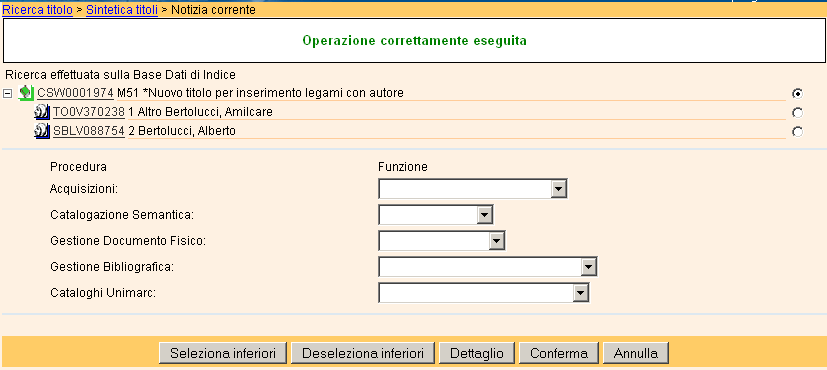 Ricerca titolo > Sintetica titoli > Notizia corrente
Operazione correttamente eseguita
Ricerca effettuata sulla Base Dati di Indice
CSW0001974 M51 *Nuovo titolo per inserimento legami con autore
TO0V370238 1 Altro Bertolucci, Amilcare
SBLV088754 2 Bertolucci, Alberto
Procedura Funzione
Acquisizioni:
Catalogazione Semantica:
Gestione Documento Fisico:
Gestione Bibliografica:
Cataloghi Unimarc:
Seleziona inferiori Deseleziona inferiori Dettaglio Conferma Annulla